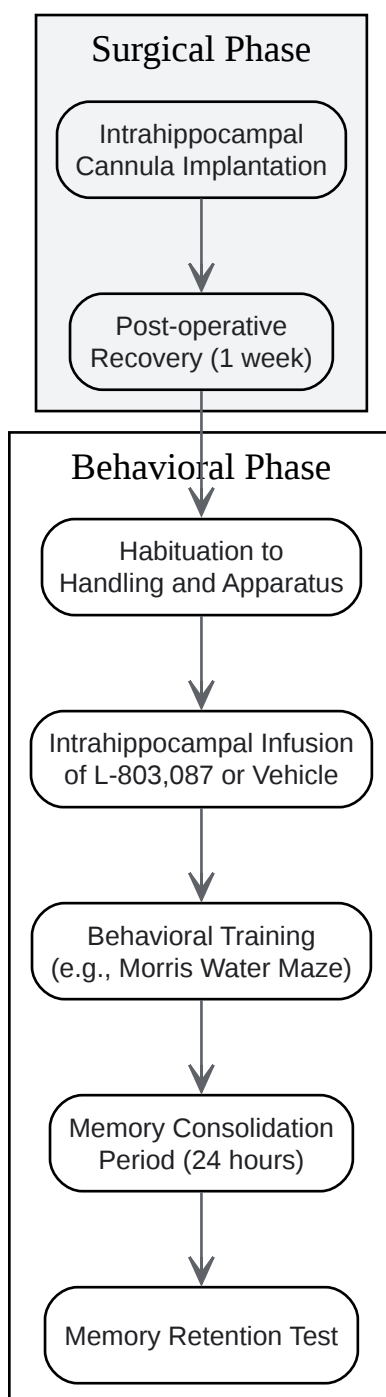 Surgical Phase
Intrahippocampal
Cannula Implantation
Post-operative
Recovery (1 week)
Behavioral Phase
Habituation to
Handling and Apparatus
Intrahippocampal Infusion
of L-803,087 or Vehicle
Behavioral Training
(e.g., Morris Water Maze)
Memory Consolidation
Period (24 hours)
Memory Retention Test